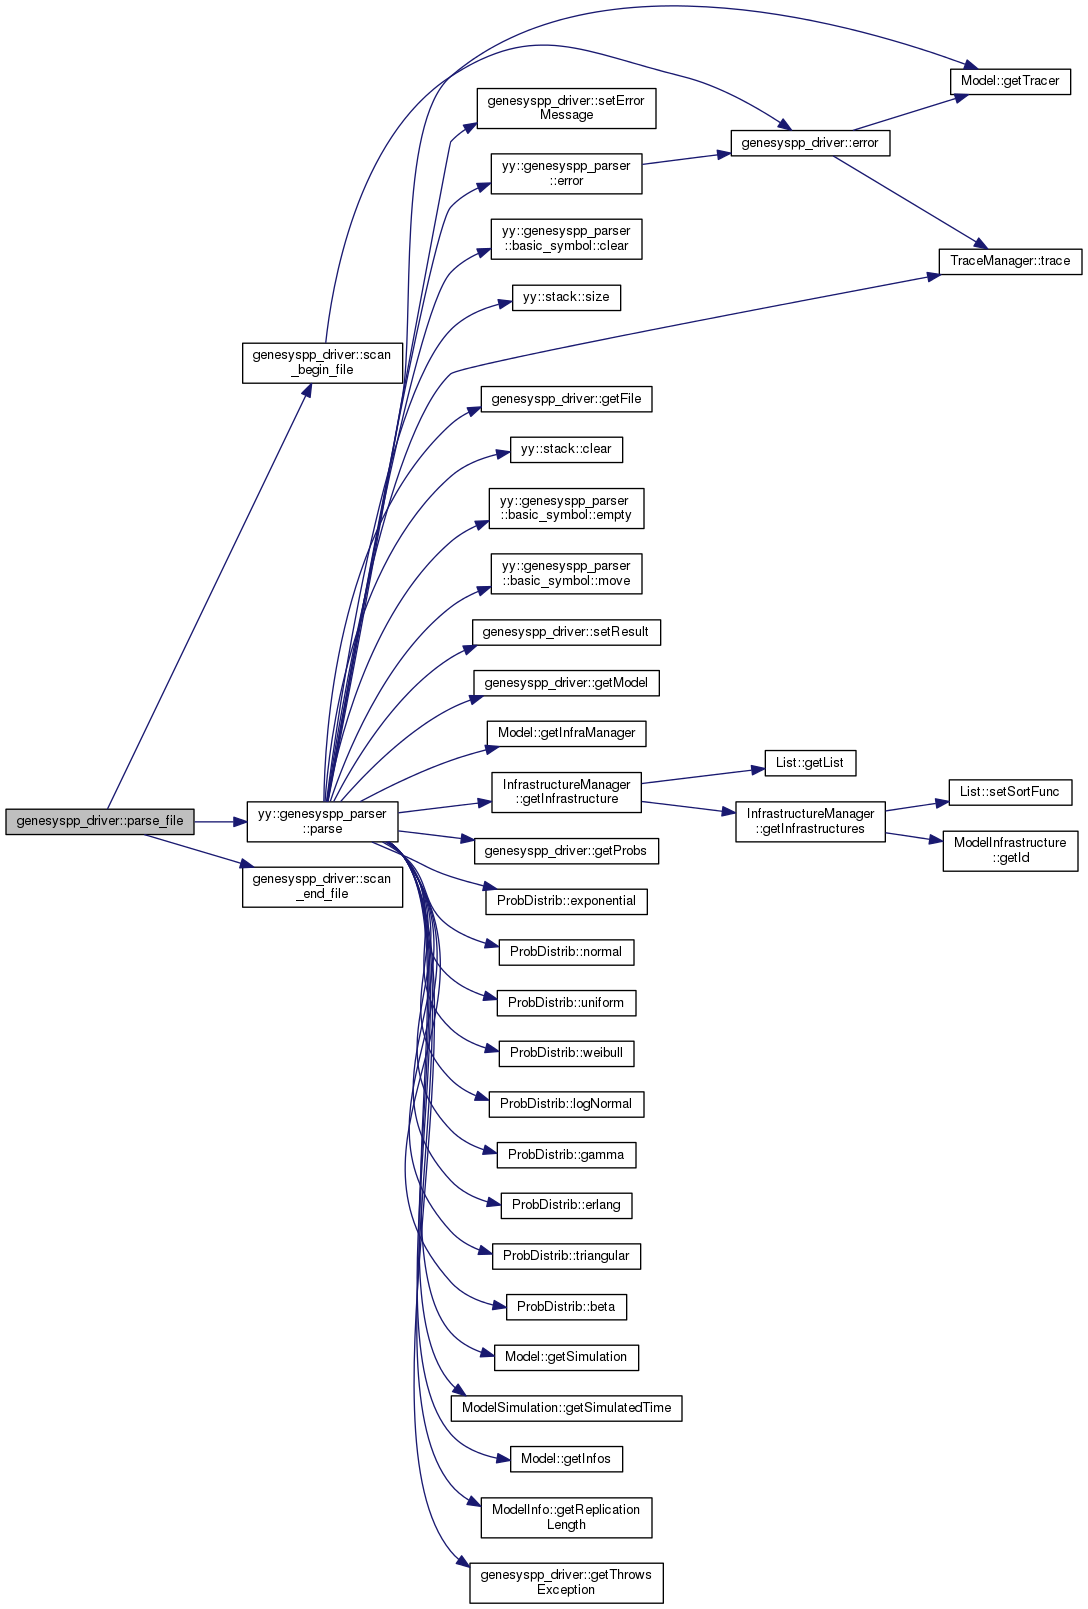 Model::getTracer
genesyspp_driver::setError
Message
genesyspp_driver::error
yy::genesyspp_parser
::error
yy::genesyspp_parser
::basic_symbol::clear
TraceManager::trace
yy::stack::size
genesyspp_driver::scan
_begin_file
genesyspp_driver::getFile
yy::stack::clear
yy::genesyspp_parser
::basic_symbol::empty
yy::genesyspp_parser
::basic_symbol::move
genesyspp_driver::setResult
genesyspp_driver::getModel
Model::getInfraManager
List::getList
InfrastructureManager
::getInfrastructure
List::setSortFunc
genesyspp_driver::parse_file
yy::genesyspp_parser
::parse
InfrastructureManager
::getInfrastructures
genesyspp_driver::getProbs
ModelInfrastructure
::getId
genesyspp_driver::scan
_end_file
ProbDistrib::exponential
ProbDistrib::normal
ProbDistrib::uniform
ProbDistrib::weibull
ProbDistrib::logNormal
ProbDistrib::gamma
ProbDistrib::erlang
ProbDistrib::triangular
ProbDistrib::beta
Model::getSimulation
ModelSimulation::getSimulatedTime
Model::getInfos
ModelInfo::getReplication
Length
genesyspp_driver::getThrows
Exception